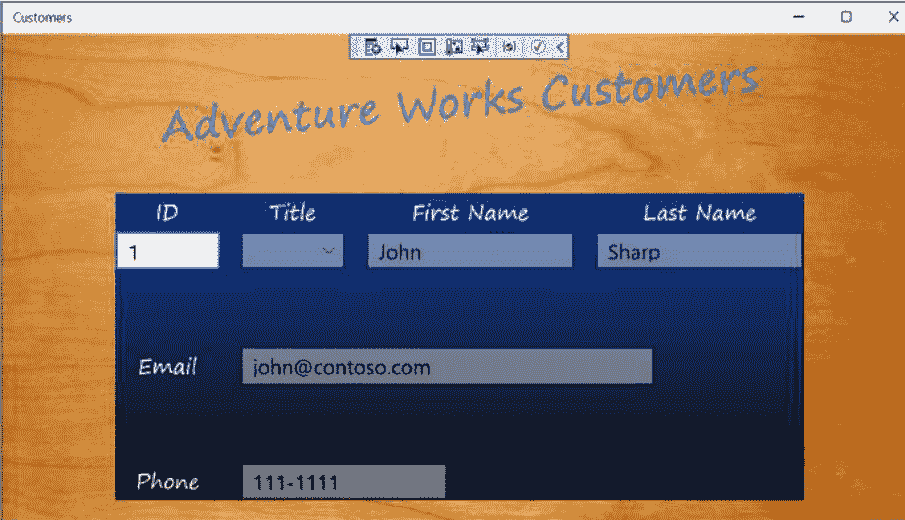 Customers
Adventure Works Customers
ID Title First Name Last Name
1 John Sharp
Email john@contoso.com
Phone 111-1111